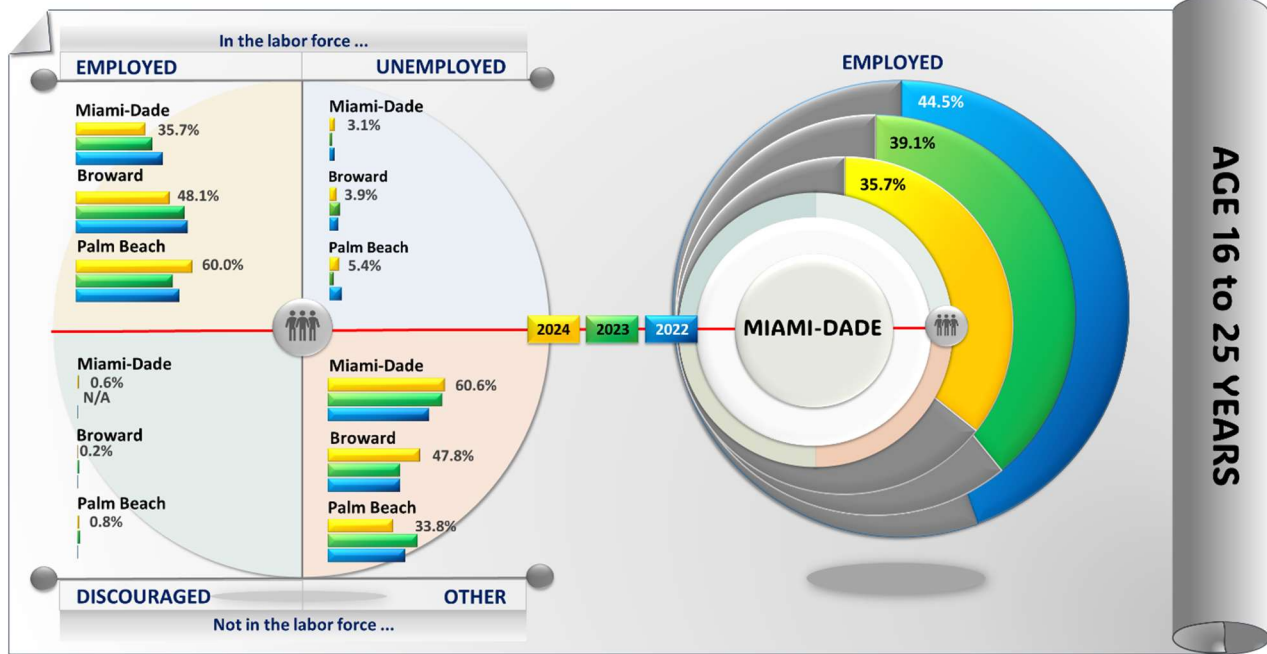 In the labor force ...
EMPLOYED
UNEMPLOYED
Miami-Dade
35.7%
Broward
48.1%
Palm Beach
60.0%
Miami-Dade
3.1%
Broward
3.9%
Palm Beach
5.4%
2024
2023
2022
Miami-Dade
0.6%
N/A
Broward
0.2%
Palm Beach
0.8%
Miami-Dade
60.6%
Broward
47.8%
Palm Beach
33.8%
DISCOURAGED
OTHER
Not in the labor force ...
EMPLOYED
44.5%
39.1%
35.7%
MIAMI-DADE
AGE 16 to 25 YEARS